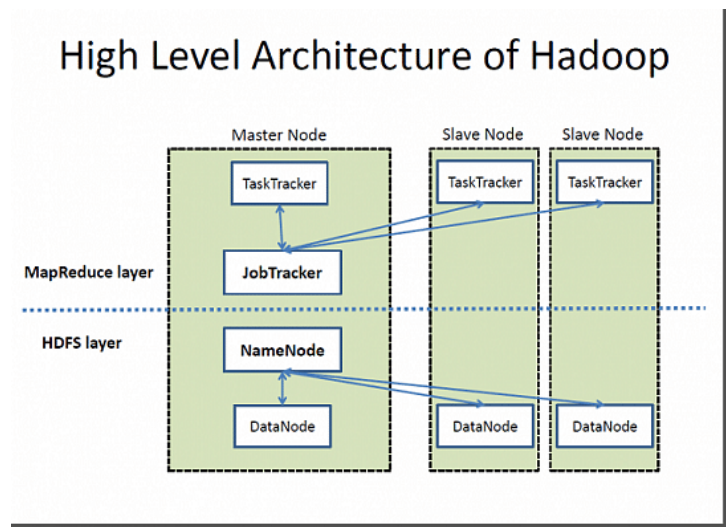 High Level Architecture of Hadoop
Master Node
Slave Node
Slave Node
TaskTracker
TaskTracker
TaskTracker
MapReduce layer
JobTracker
HDFS layer
NameNode
DataNode
DataNode
DataNode